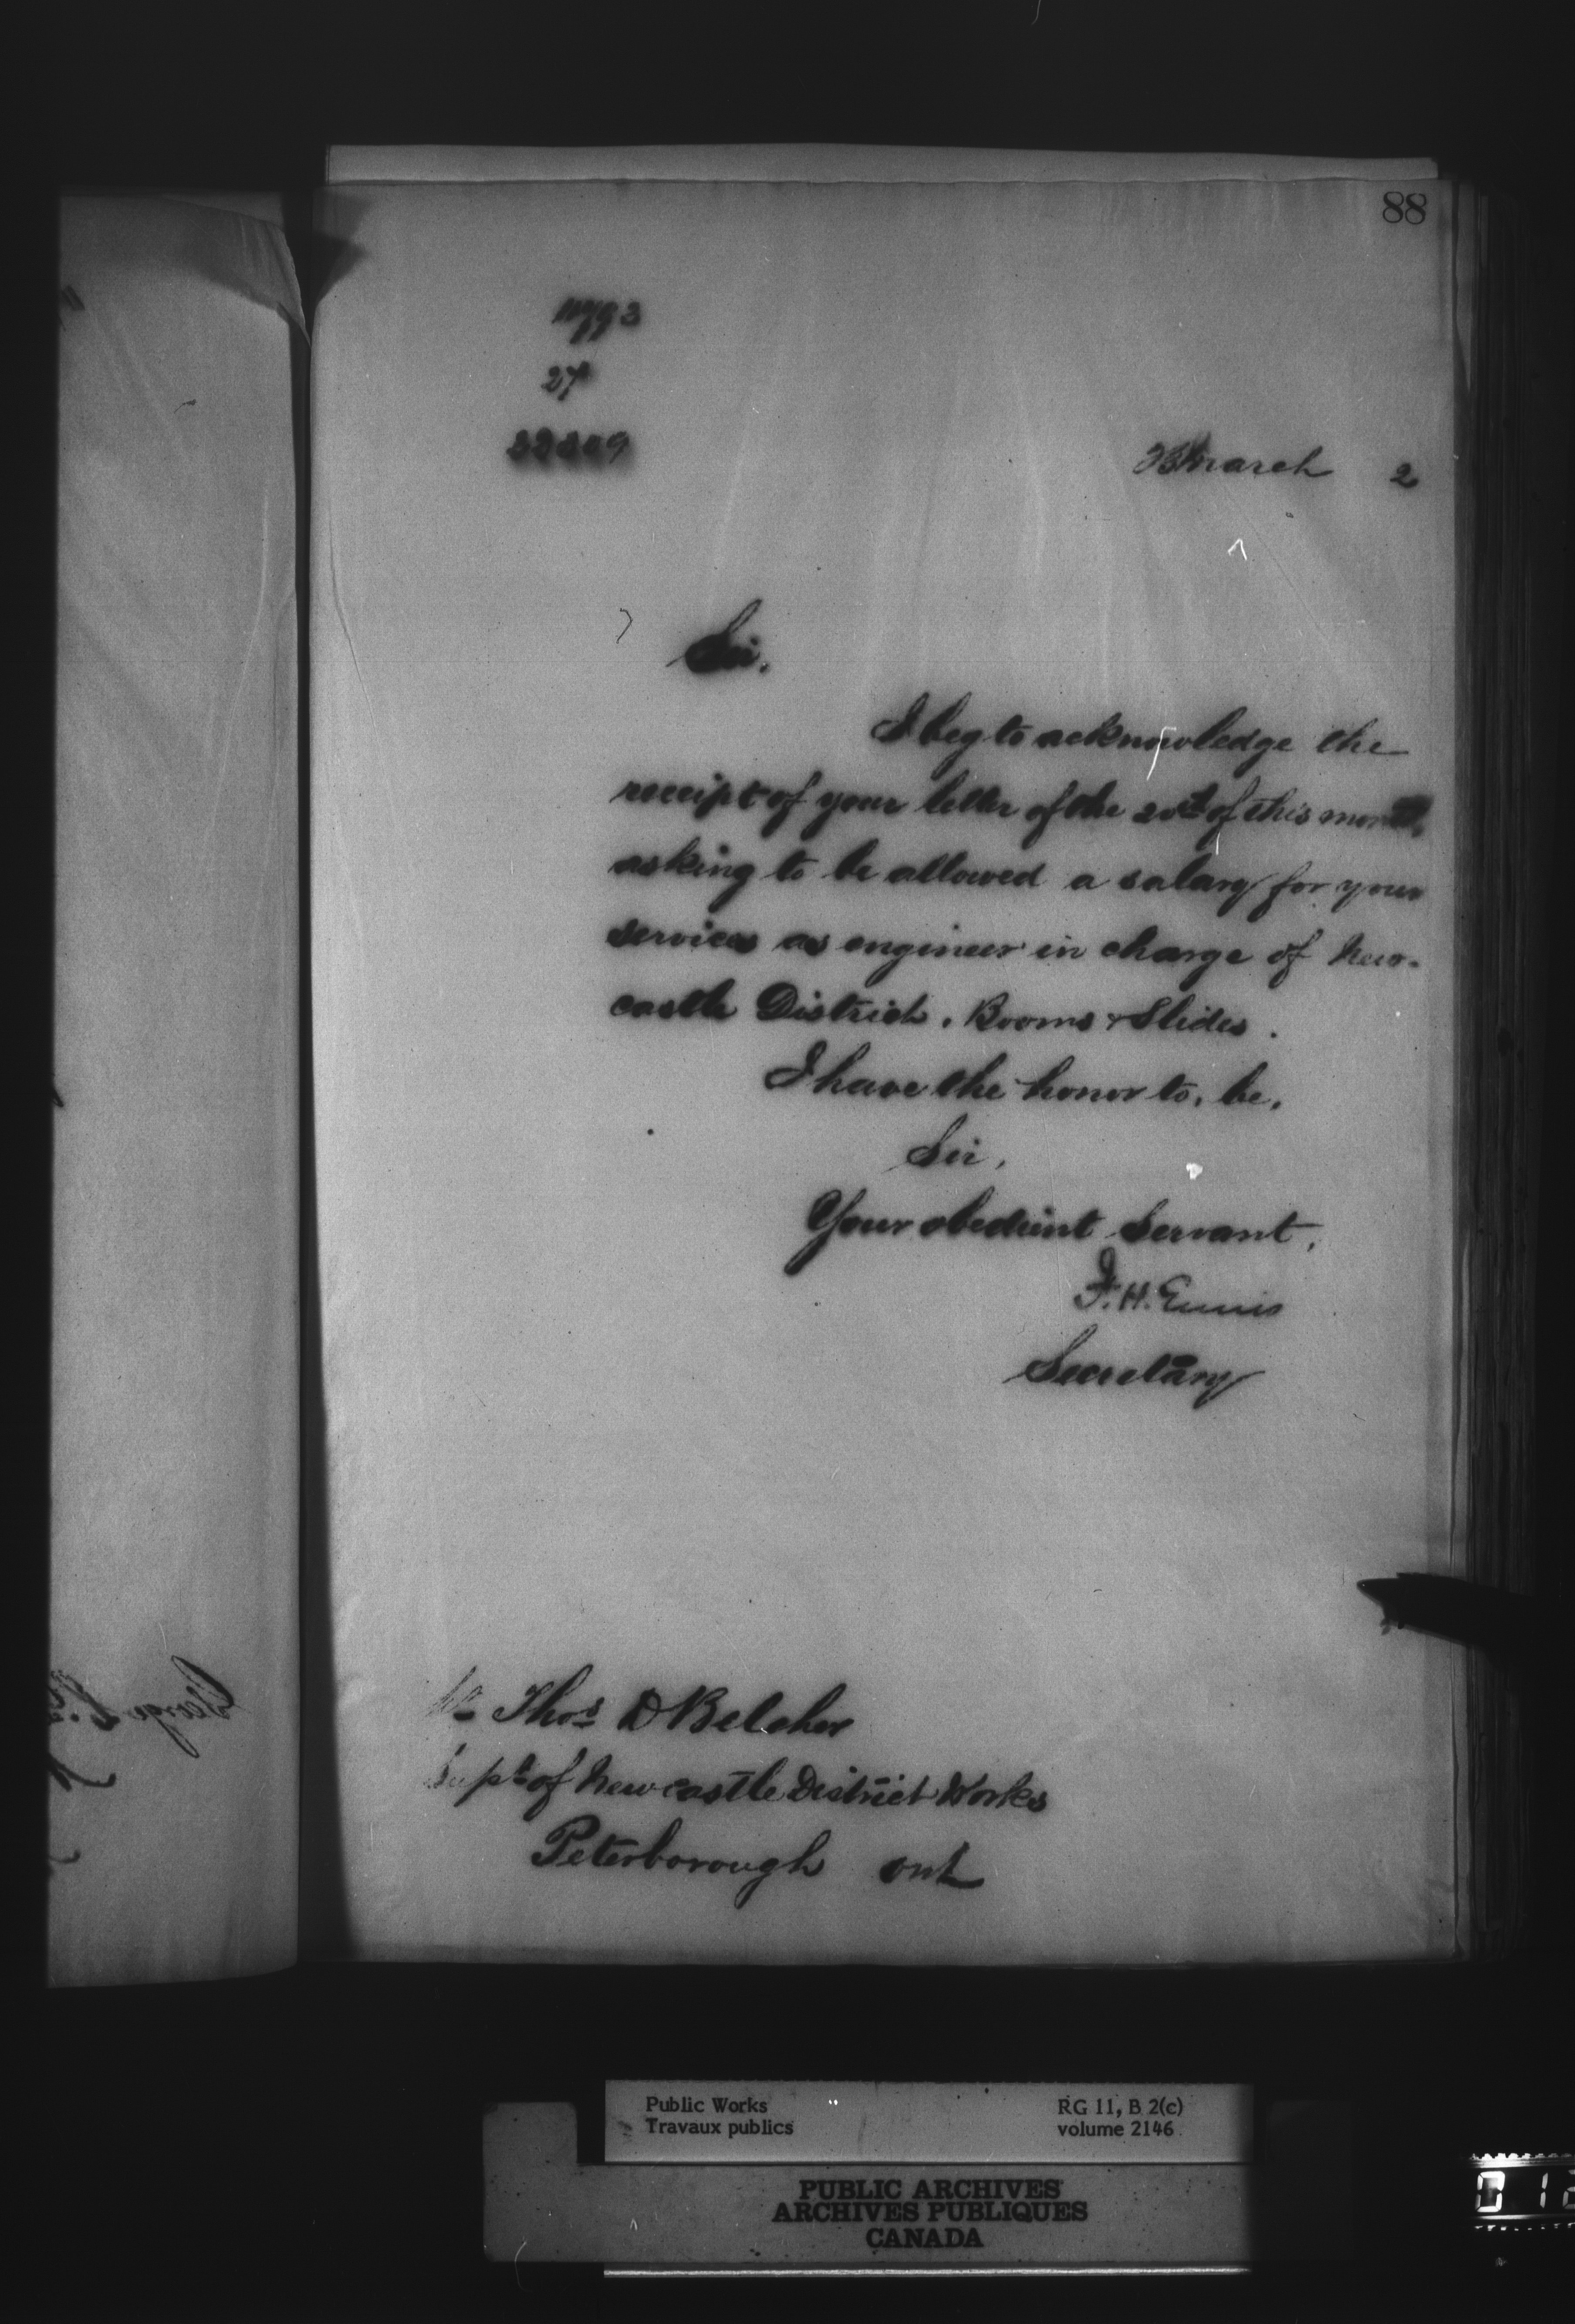 88
27
March 2
Sir,
I beg to acknowledge the
receipt of your letter of the 20th of this month,
asking to be allowed a salary for your
services as engineer in charge of New-
castle District, Booms & Slides.
I have the honor to, be,
Sir,
Your obedient Servant,
F. H. Ennis
Secretary
Mr Thos D Belcher
Supt of Newcastle District Works
Peterborough Ont
Public Works
Travaux publics
RG 11, B 2(c)
volume 2146
PUBLIC ARCHIVES
ARCHIVES PUBLIQUES
CANADA